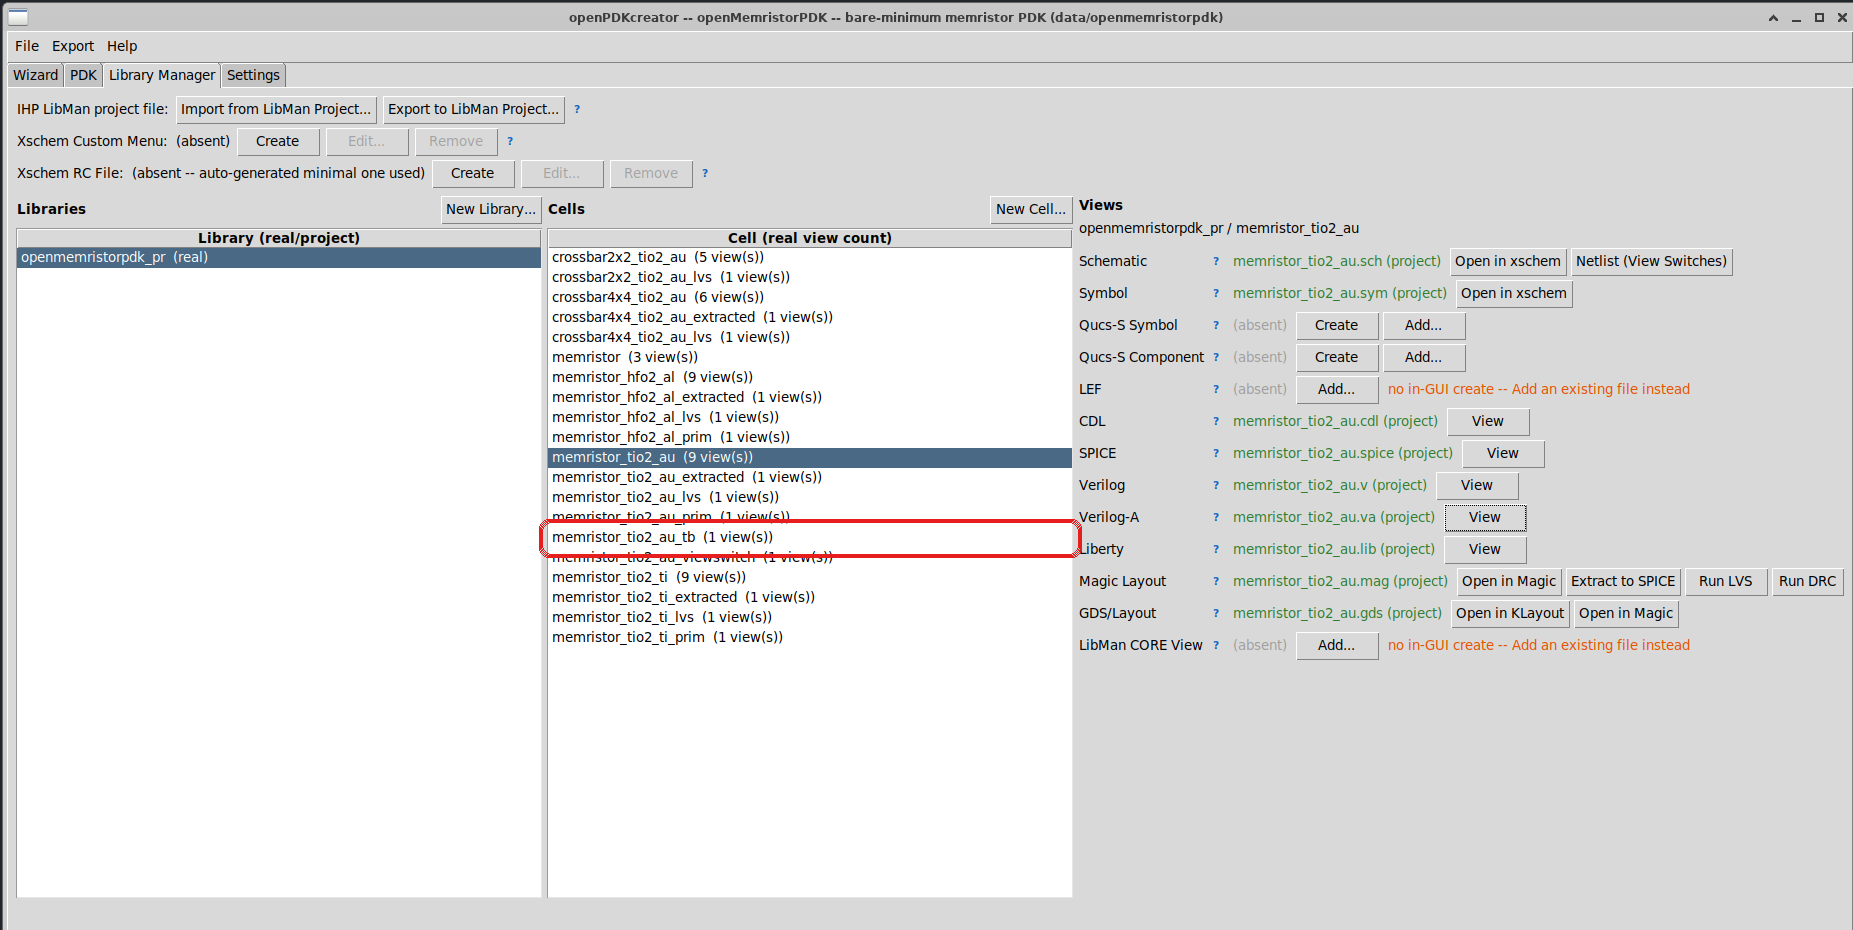 openPDKcreator -- openMemristorPDK -- bare-minimum memristor PDK (data/openmemristorpdk)
File Export Help
Wizard PDK Library Manager Settings
IHP LibMan project file: Import from LibMan Project... Export to LibMan Project... ?
Xschem Custom Menu: (absent) Create Edit... Remove ?
Xschem RC File: (absent -- auto-generated minimal one used) Create Edit... Remove ?
Libraries New Library...
Library (real/project)
openmemristorpdk_pr (real)
Cells New Cell...
Cell (real view count)
crossbar2x2_tio2_au (5 view(s))
crossbar2x2_tio2_au_lvs (1 view(s))
crossbar4x4_tio2_au (6 view(s))
crossbar4x4_tio2_au_extracted (1 view(s))
crossbar4x4_tio2_au_lvs (1 view(s))
memristor (3 view(s))
memristor_hfo2_al (9 view(s))
memristor_hfo2_al_extracted (1 view(s))
memristor_hfo2_al_lvs (1 view(s))
memristor_hfo2_al_prim (1 view(s))
memristor_tio2_au (9 view(s))
memristor_tio2_au_extracted (1 view(s))
memristor_tio2_au_lvs (1 view(s))
memristor_tio2_au_prim (1 view(s))
memristor_tio2_au_tb (1 view(s))
memristor_tio2_au_viewswitch (1 view(s))
memristor_tio2_ti (9 view(s))
memristor_tio2_ti_extracted (1 view(s))
memristor_tio2_ti_lvs (1 view(s))
memristor_tio2_ti_prim (1 view(s))
Views
openmemristorpdk_pr / memristor_tio2_au
Schematic ? memristor_tio2_au.sch (project) Open in xschem Netlist (View Switches)
Symbol ? memristor_tio2_au.sym (project) Open in xschem
Qucs-S Symbol ? (absent) Create Add...
Qucs-S Component ? (absent) Create Add...
LEF ? (absent) Add... no in-GUI create -- Add an existing file instead
CDL ? memristor_tio2_au.cdl (project) View
SPICE ? memristor_tio2_au.spice (project) View
Verilog ? memristor_tio2_au.v (project) View
Verilog-A ? memristor_tio2_au.va (project) View
Liberty ? memristor_tio2_au.lib (project) View
Magic Layout ? memristor_tio2_au.mag (project) Open in Magic Extract to SPICE Run LVS Run DRC
GDS/Layout ? memristor_tio2_au.gds (project) Open in KLayout Open in Magic
LibMan CORE View ? (absent) Add... no in-GUI create -- Add an existing file instead